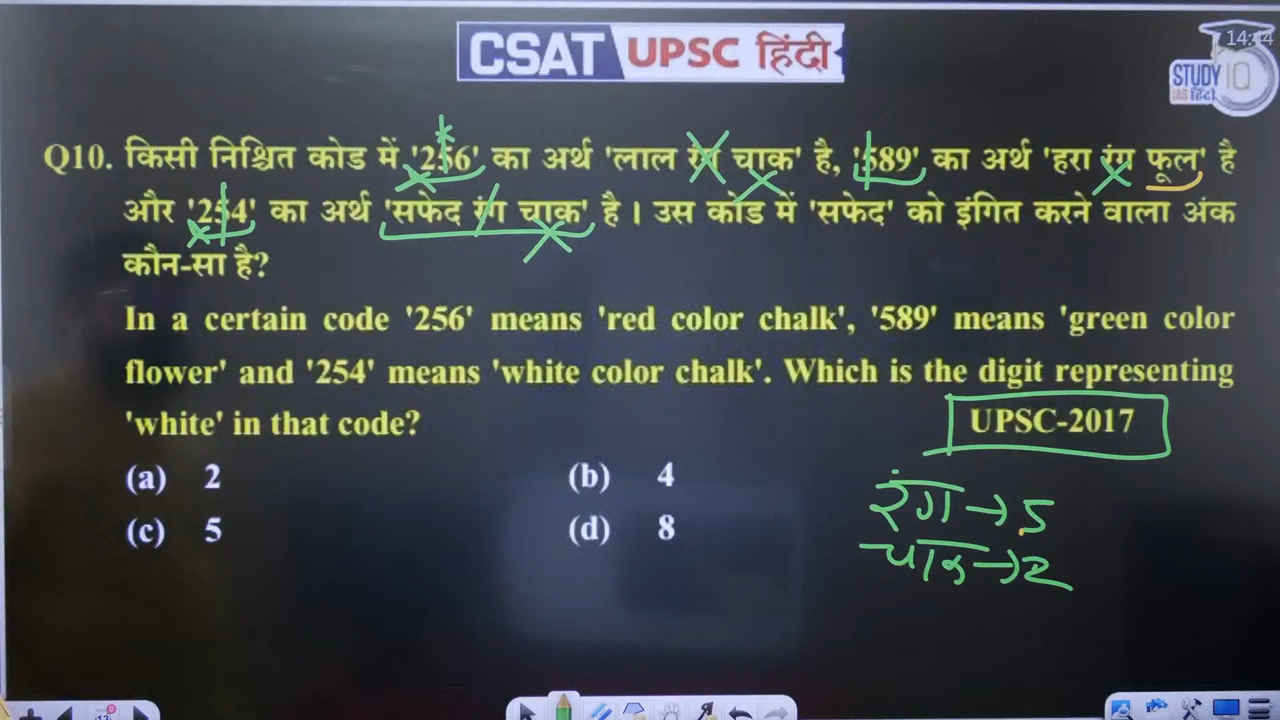 14:44
CSAT UPSC हिंदी
STUDY IQ
IAS हिंदी
Q10. किसी निश्चित कोड में '256' का अर्थ 'लाल रंग चाक' है, '589' का अर्थ 'हरा रंग फूल' है
और '254' का अर्थ 'सफेद रंग चाक' है। उस कोड में 'सफेद' को इंगित करने वाला अंक
कौन-सा है?
In a certain code '256' means 'red color chalk', '589' means 'green color
flower' and '254' means 'white color chalk'. Which is the digit representing
'white' in that code?
UPSC-2017
(a) 2 (b) 4
(c) 5 (d) 8
रंग → 5
चाक → 2